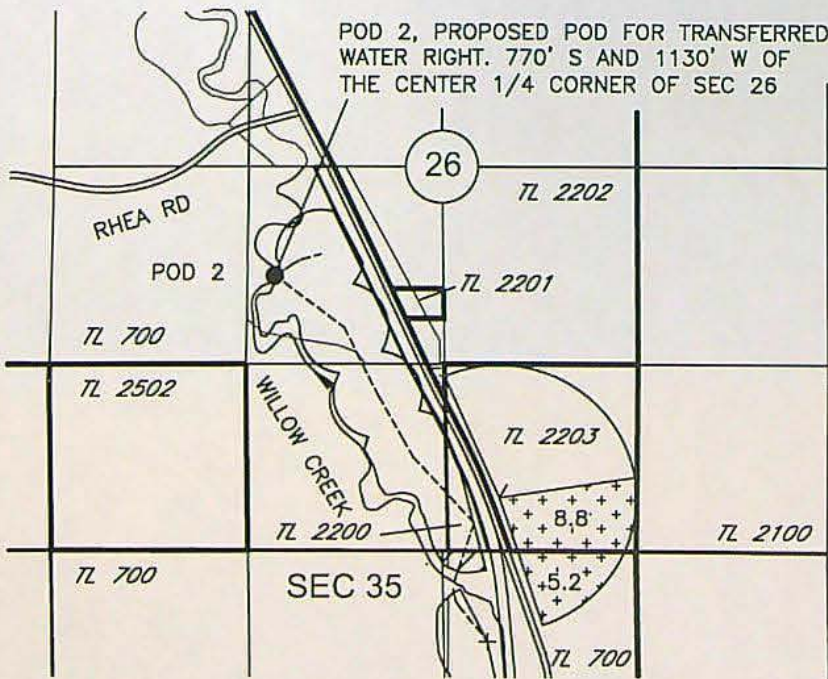 POD 2, PROPOSED POD FOR TRANSFERRED
WATER RIGHT. 770' S AND 1130' W OF
THE CENTER 1/4 CORNER OF SEC 26
26
TL 2202
RHEA RD
POD 2
TL 2201
TL 700
TL 2502
WILLOW CREEK
TL 2203
8.8
TL 2200
TL 2100
TL 700
SEC 35
5.2
TL 700